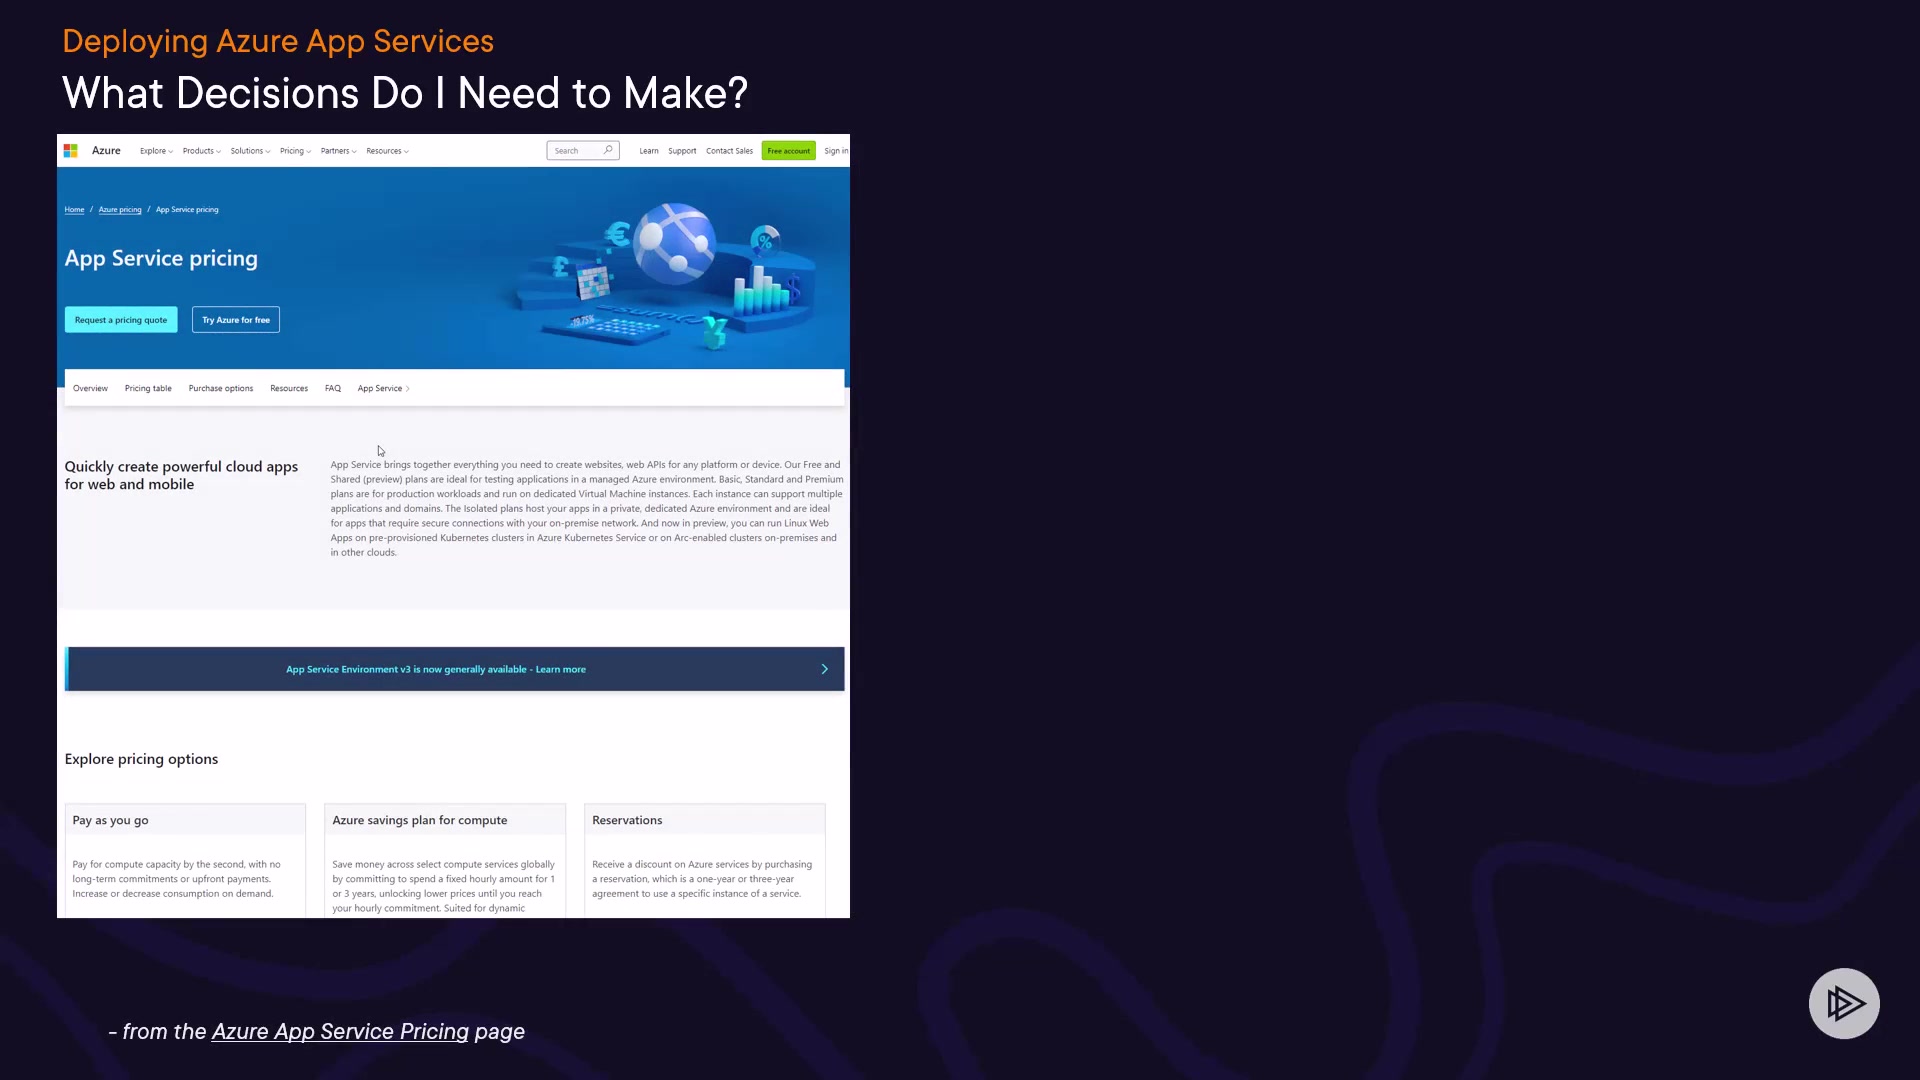 Deploying Azure App Services
What Decisions Do I Need to Make?
Azure Explore Products Solutions Pricing Partners Resources Search Learn Support Contact Sales Free account Sign in
Home / Azure pricing / App Service pricing
App Service pricing
Request a pricing quote Try Azure for free
Overview Pricing table Purchase options Resources FAQ App Service
Quickly create powerful cloud apps
for web and mobile
App Service brings together everything you need to create websites, web APIs for any platform or device. Our Free and
Shared (preview) plans are ideal for testing applications in a managed Azure environment. Basic, Standard and Premium
plans are for production workloads and run on dedicated Virtual Machine instances. Each instance can support multiple
applications and domains. The Isolated plans host your apps in a private, dedicated Azure environment and are ideal
for apps that require secure connections with your on-premise network. And now in preview, you can run Linux Web
Apps on pre-provisioned Kubernetes clusters in Azure Kubernetes Service or on Arc-enabled clusters on-premises and
in other clouds.
App Service Environment v3 is now generally available - Learn more
Explore pricing options
Pay as you go
Pay for compute capacity by the second, with no
long-term commitments or upfront payments.
Increase or decrease consumption on demand.
Azure savings plan for compute
Save money across select compute services globally
by committing to spend a fixed hourly amount for 1
or 3 years, unlocking lower prices until you reach
your hourly commitment. Suited for dynamic
Reservations
Receive a discount on Azure services by purchasing
a reservation, which is a one-year or three-year
agreement to use a specific instance of a service.
- from the Azure App Service Pricing page